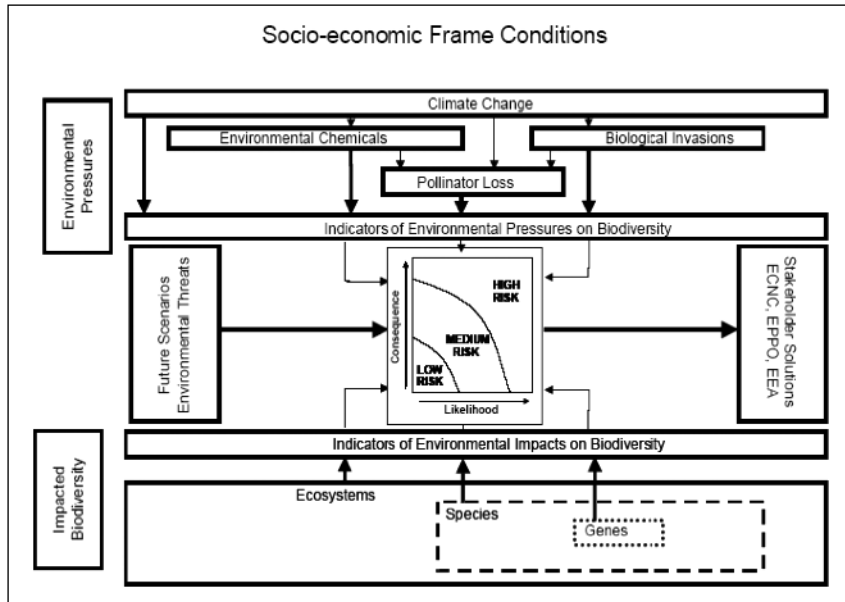 Socio-economic Frame Conditions
Environmental
Pressures
Climate Change
Environmental Chemicals
Biological Invasions
Pollinator Loss
Indicators of Environmental Pressures on Biodiversity
Future Scenarios
Environmental Threats
Consequence
HIGH
RISK
MEDIUM
RISK
LOW
RISK
Likelihood
Stakeholder Solutions
ECNC, EPPO, EEA
Indicators of Environmental Impacts on Biodiversity
Impacted
Biodiversity
Ecosystems
Species
Genes